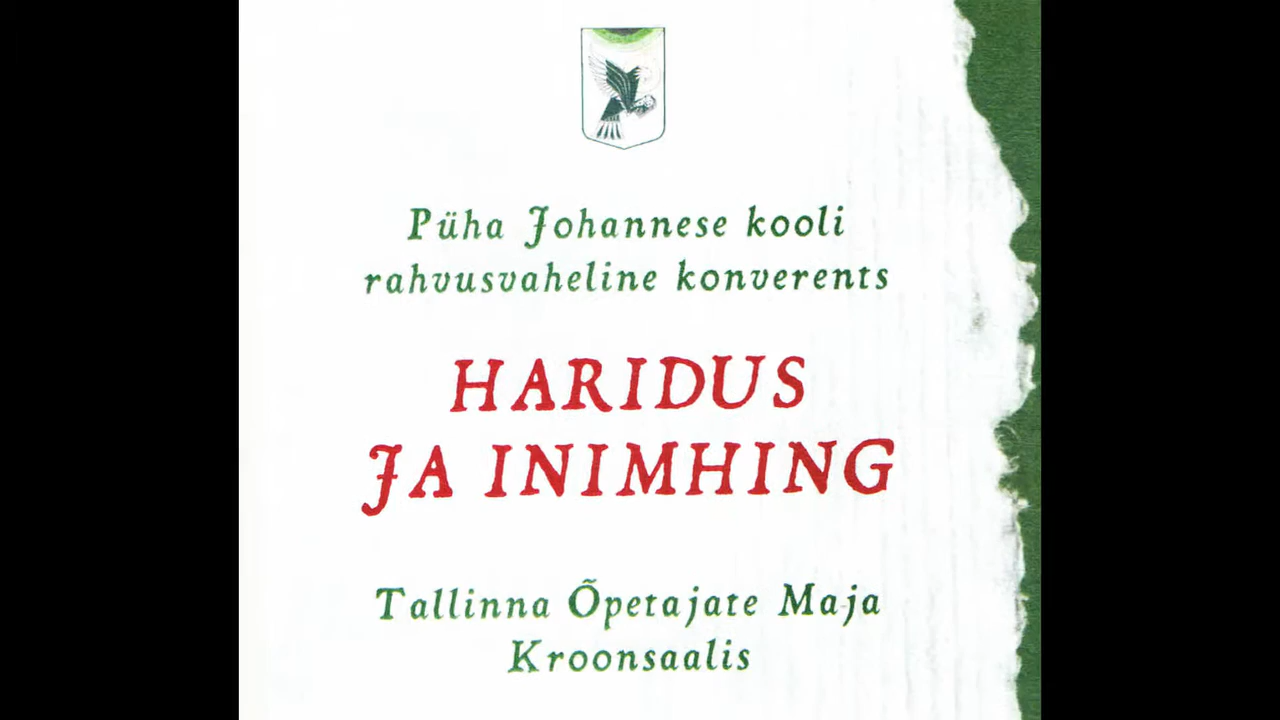 Püha Johannese kooli
rahvusvaheline konverents
HARIDUS
JA INIMHING
Tallinna Õpetajate Maja
Kroonsaalis